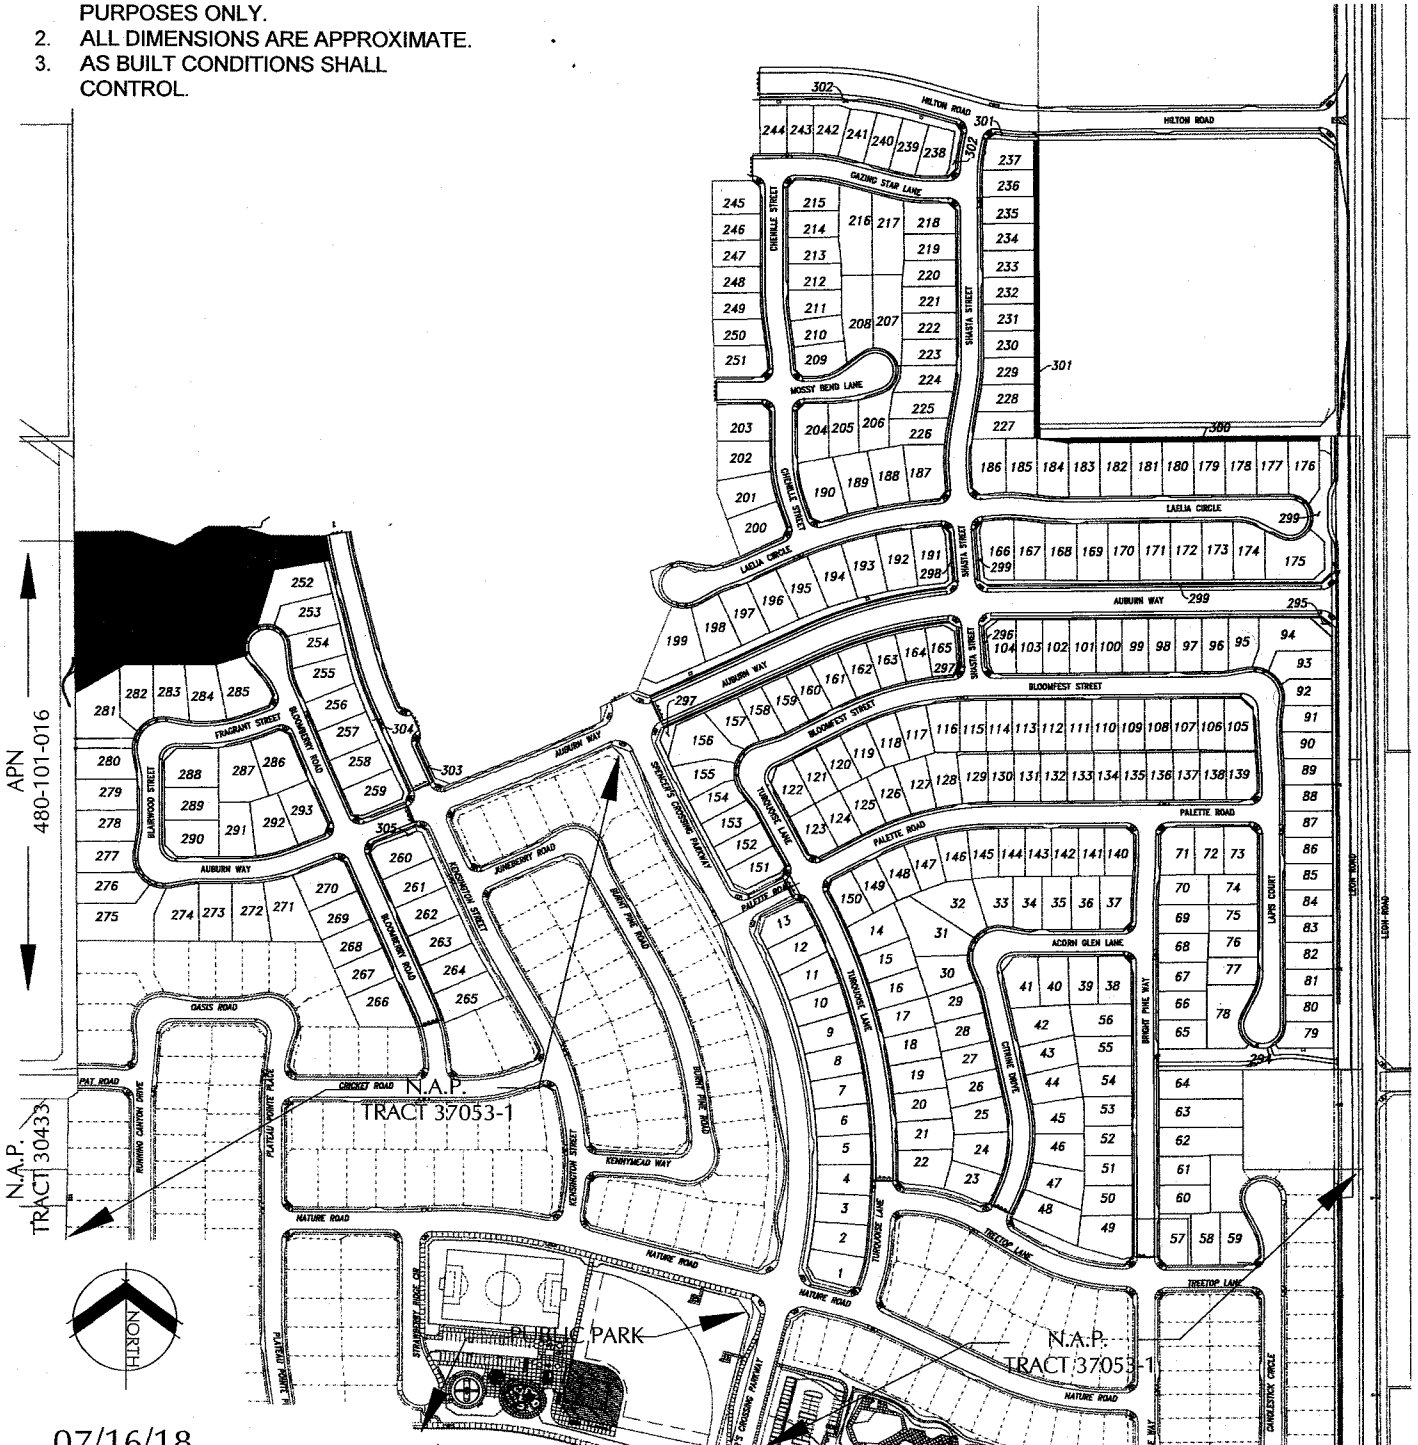 PURPOSES ONLY.
2. ALL DIMENSIONS ARE APPROXIMATE.
3. AS BUILT CONDITIONS SHALL
CONTROL.
302
HILTON ROAD
301
HILTON ROAD
244 243 242 241 240 239 238
302
237
236
235
234
233
232
231
230
229
228
227
301
300
GAZING STAR LANE
CHENILLE STREET
245
246
247
248
249
250
251
215
214
213
212
211
210
209
216 217
208 207
218
219
220
221
222
223
224
225
226
SHASTA STREET
MOSSY BEND LANE
203
202
201
200
204 205 206
CHENILLE STREET
190 189 188 187
186 185 184 183 182 181 180 179 178 177 176
LAELIA CIRCLE
299
LAELIA CIRCLE
199 198 197 196 195 194 193 192 191
298
SHASTA STREET
299
166 167 168 169 170 171 172 173 174 175
AUBURN WAY
299
295
AUBURN WAY
297
SHASTA STREET
296
104 103 102 101 100 99 98 97 96 95 94
93
92
91
90
89
88
87
86
85
84
83
82
81
80
79
157 158 159 160 161 162 163 164 165
297
156
155
154
153
152
151
BLOOMFEST STREET
BLOOMFEST STREET
122 121 120 119 118 117 116 115 114 113 112 111 110 109 108 107 106 105
123 124 125 126 127 128 129 130 131 132 133 134 135 136 137 138 139
TURQUOISE LANE
SPENCER'S CROSSING PARKWAY
PALETTE ROAD
PALETTE ROAD
PALETTE ROAD
LEON ROAD
LEON ROAD
252
253
254
255
256
257
258
259
304
303
305
282 283 284 285
281
280
279
278
277
276
275
FRAGRANT STREET
BLOOMBERRY ROAD
BLAIRWOOD STREET
288
289
290
287 286
291 292 293
AUBURN WAY
AUBURN WAY
274 273 272 271
270
269
268
267
266
260
261
262
263
264
265
BLOOMBERRY ROAD
KENSINGTON STREET
JUNEBERRY ROAD
BURNT PINE ROAD
BURNT PINE ROAD
APN
480-101-016
13
12
11
10
9
8
7
6
5
4
3
2
1
TURQUOISE LANE
TURQUOISE LANE
150 149 148 147 146 145 144 143 142 141 140
14
15
16
17
18
19
20
21
22
23
24
25
26
27
28
29
30
31
32 33 34 35 36 37
ACORN GLEN LANE
41 40 39 38
42
43
44
45
46
47
48
56
55
54
53
52
51
50
49
CITRINE DRIVE
BRIGHT PINE WAY
71 72 73
70
69
68
67
66
65
74
75
76
77
78
LAPIS COURT
294
64
63
62
61
60
57 58 59
OASIS ROAD
PAT ROAD
RUNNING CANYON DRIVE
PLATEAU POINTE PLACE
CRICKET ROAD
N.A.P.
TRACT 37053-1
N.A.P.
TRACT 30433
KENSINGTON STREET
KENNYMEAD WAY
NATURE ROAD
NATURE ROAD
NATURE ROAD
NATURE ROAD
TREETOP LANE
TREETOP LANE
STRAWBERRY RIDGE CIR
PUBLIC PARK
N.A.P.
TRACT 37053-1
CANDLESTICK CIRCLE
NORTH
07/16/18